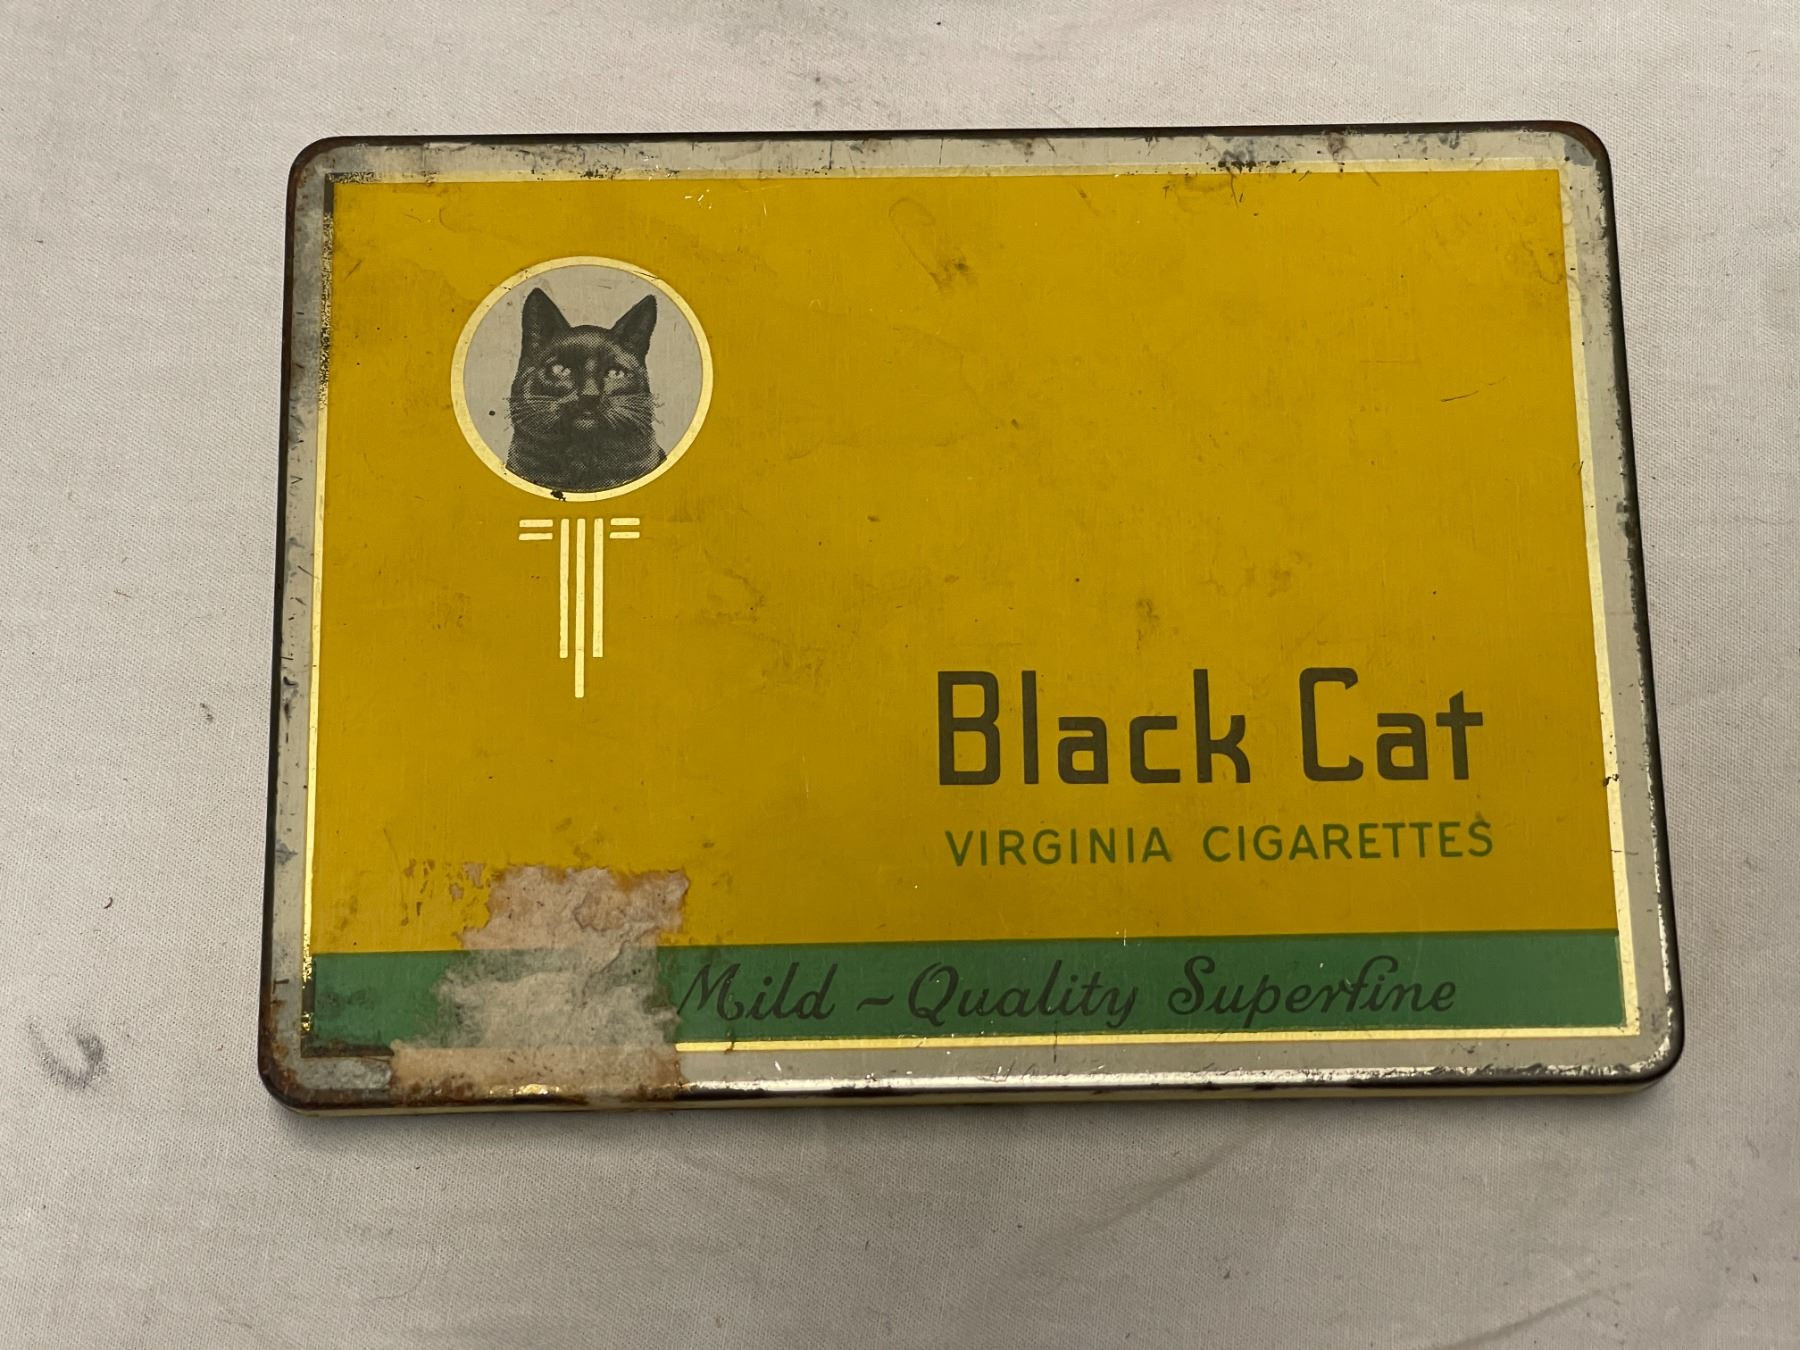 Black Cat
VIRGINIA CIGARETTES
Mild ~ Quality Superfine